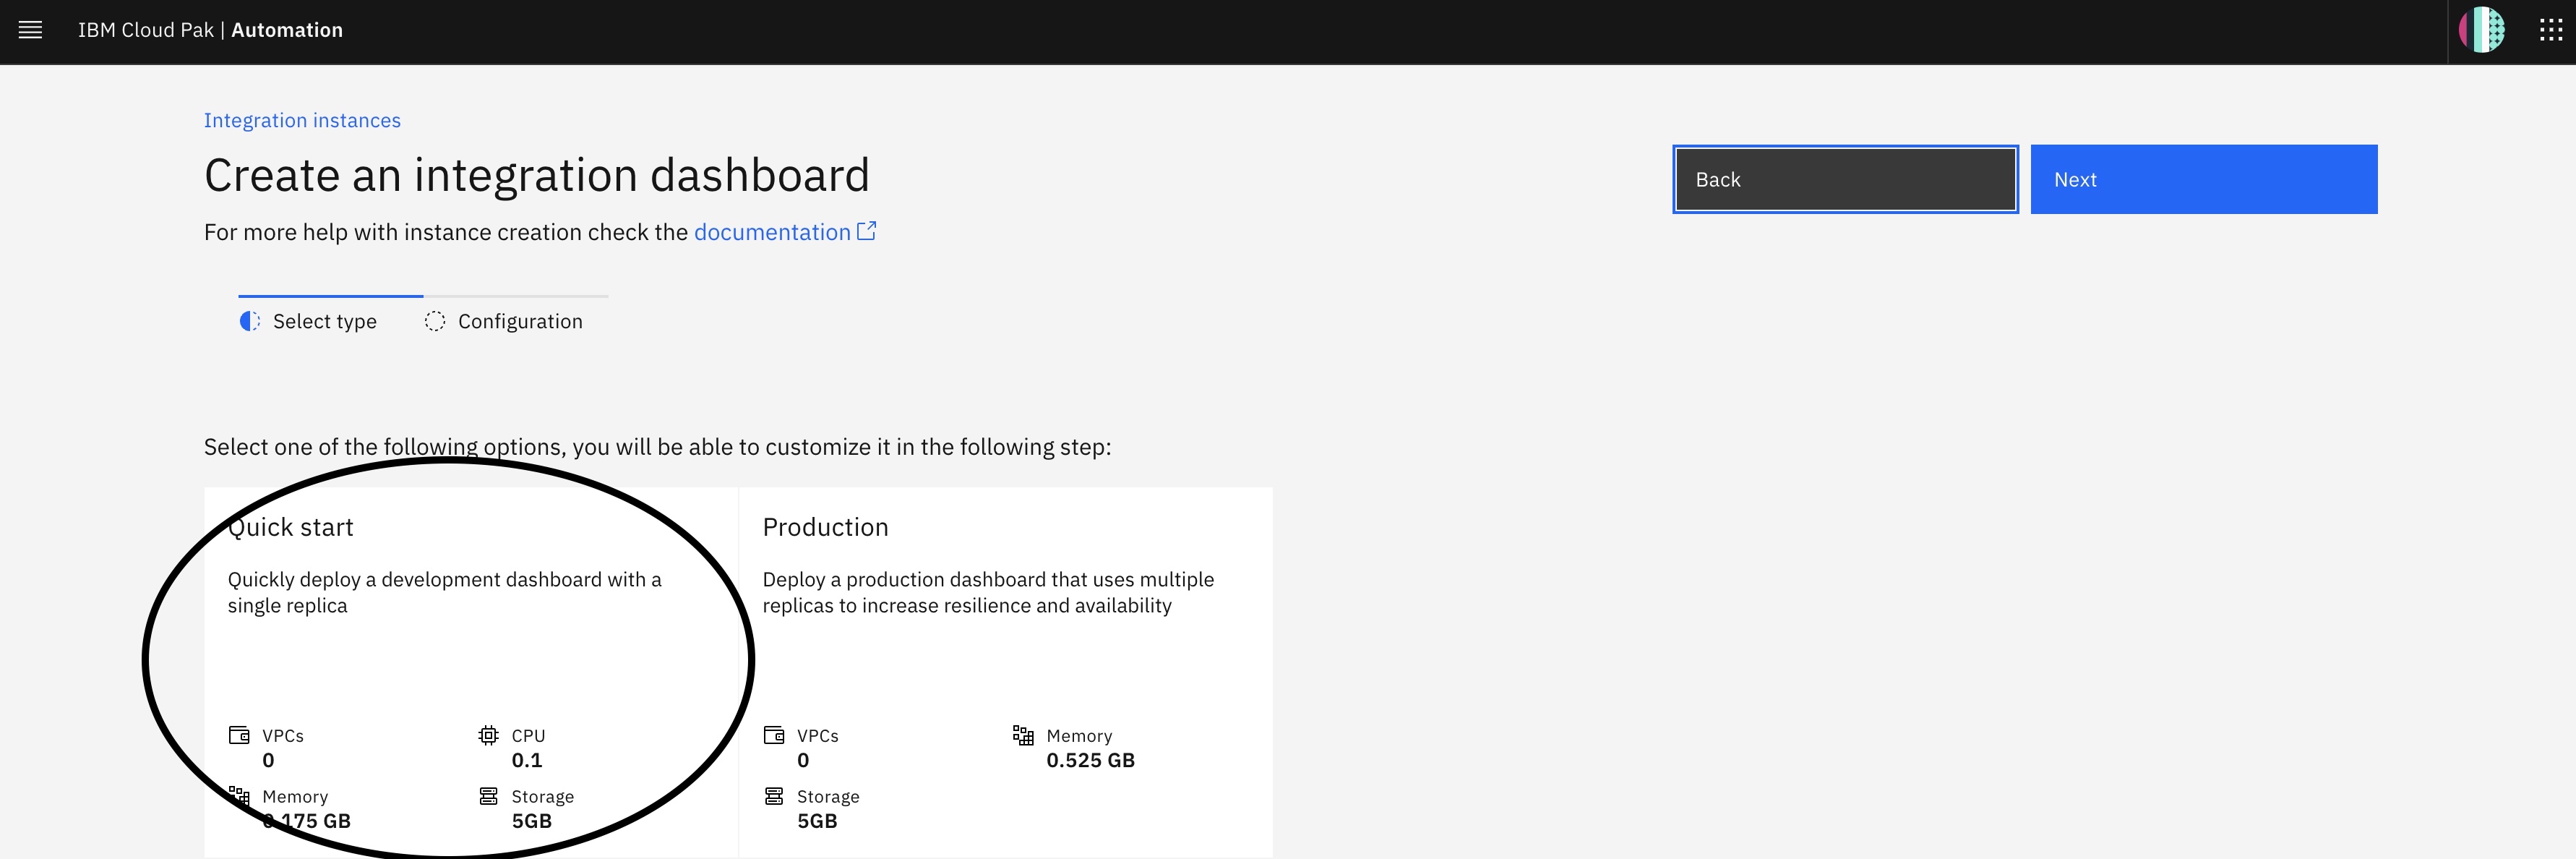 IBM Cloud Pak | Automation
Integration instances
Create an integration dashboard
Back
Next
For more help with instance creation check the documentation
Select type
Configuration
Select one of the following options, you will be able to customize it in the following step:
Quick start
Quickly deploy a development dashboard with a
single replica
VPCs
0
CPU
0.1
Memory
0.175 GB
Storage
5GB
Production
Deploy a production dashboard that uses multiple
replicas to increase resilience and availability
VPCs
0
Memory
0.525 GB
Storage
5GB